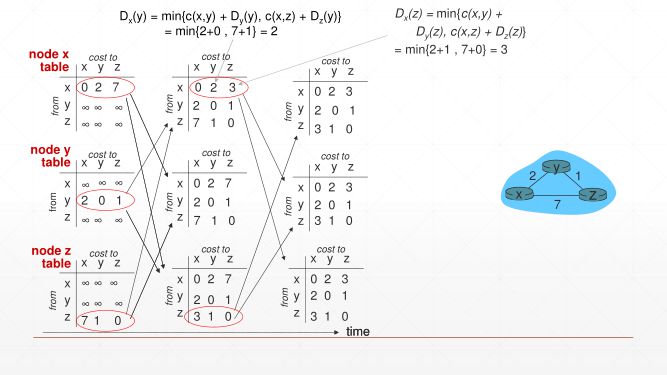 Dx(y) = min{c(x,y) + Dy(y), c(x,z) + Dz(y)}
= min{2+0 , 7+1} = 2
Dx(z) = min{c(x,y) +
Dy(z), c(x,z) + Dz(z)}
= min{2+1 , 7+0} = 3
node x
table
cost to
x y z
from
x 0 2 7
y ∞ ∞ ∞
z ∞ ∞ ∞
cost to
x y z
from
x 0 2 3
y 2 0 1
z 7 1 0
cost to
x y z
from
x 0 2 3
y 2 0 1
z 3 1 0
node y
table
cost to
x y z
from
x ∞ ∞ ∞
y 2 0 1
z ∞ ∞ ∞
cost to
x y z
from
x 0 2 7
y 2 0 1
z 7 1 0
cost to
x y z
from
x 0 2 3
y 2 0 1
z 3 1 0
node z
table
cost to
x y z
from
x ∞ ∞ ∞
y ∞ ∞ ∞
z 7 1 0
cost to
x y z
from
x 0 2 7
y 2 0 1
z 3 1 0
cost to
x y z
from
x 0 2 3
y 2 0 1
z 3 1 0
time
y
2 1
x z
7